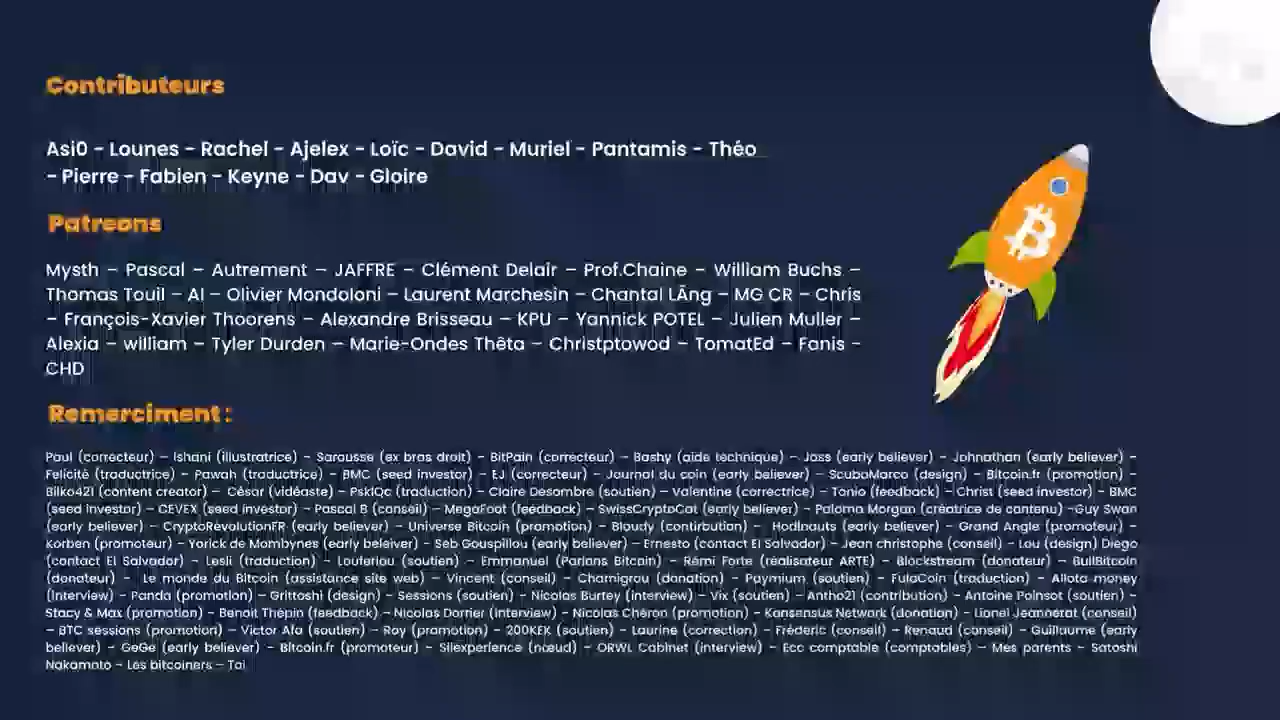 Contributeurs
Asi0 - Lounes - Rachel - Ajelex - Loïc - David - Muriel - Pantamis - Théo
- Pierre - Fabien - Keyne - Dav - Gloire
Patreons
Mysth – Pascal – Autrement – JAFFRE – Clément Delair – Prof.Chaine – William Buchs –
Thomas Touil – Al – Olivier Mondoloni – Laurent Marchesin – Chantal LÃng – MG CR – Chris
– François-Xavier Thoorens – Alexandre Brisseau – KPU – Yannick POTEL – Julien Muller –
Alexia – william – Tyler Durden – Marie-Ondes Thêta – Christptowod – TomatEd – Fanis –
CHD
Remerciment :
Paul (correcteur) – Ishani (illustratrice) – Sarousse (ex bras droit) – BitPain (correcteur) – Bashy (aide technique) – Joss (early believer) – Johnathan (early believer) –
Felicité (traductrice) – Pawah (traductrice) – BMC (seed investor) – EJ (correcteur) – Journal du coin (early believer) – ScubaMarco (design) – Bitcoin.fr (promotion) –
Bilko421 (content creator) – César (vidéaste) – PskiQc (traduction) – Claire Desombre (soutien) – Valentine (correctrice) – Tonio (feedback) – Christ (seed investor) – BMC
(seed investor) – CEVEX (seed investor) – Pascal B (conseil) – MegaFoot (feedback) – SwissCryptoCat (early believer) – Paloma Morgan (créatrice de contenu) –Guy Swan
(early believer) – CryptoRévolutionFR (early believer) – Universe Bitcoin (promotion) – Bloudy (contirbution) – Hodlnauts (early believer) – Grand Angle (promoteur) –
Korben (promoteur) – Yorick de Mombynes (early beleiver) – Seb Gouspillou (early believer) – Ernesto (contact El Salvador) – Jean christophe (conseil) – Lou (design) Diego
(contact El Salvador) – Lesli (traduction) – Louferlou (soutien) – Emmanuel (Parlons Bitcoin) – Rémi Forte (réalisateur ARTE) – Blockstream (donateur) – BullBitcoin
(donateur) – Le monde du Bitcoin (assistance site web) – Vincent (conseil) – Chamigrou (donation) – Paymium (soutien) – FulaCoin (traduction) – Allota money
(interview) – Panda (promotion) – Grittoshi (design) – Sessions (soutien) – Nicolas Burtey (interview) – Vix (soutien) – Antho21 (contribution) – Antoine Poinsot (soutien) –
Stacy & Max (promotion) – Benoit Thépin (feedback) – Nicolas Dorrier (interview) – Nicolas Chéron (promotion) – Konsensus Network (donation) – Lionel Jeannerat (conseil)
– BTC sessions (promotion) – Victor Afa (soutien) – Roy (promotion) – 200KEK (soutien) – Laurine (correction) – Fréderic (conseil) – Renaud (conseil) – Guillaume (early
believer) – GeGe (early believer) – Bitcoin.fr (promoteur) – Silexperience (nœud) – ORWL Cabinet (interview) – Ecc comptable (comptables) – Mes parents – Satoshi
Nakamoto – Les bitcoiners – Toi